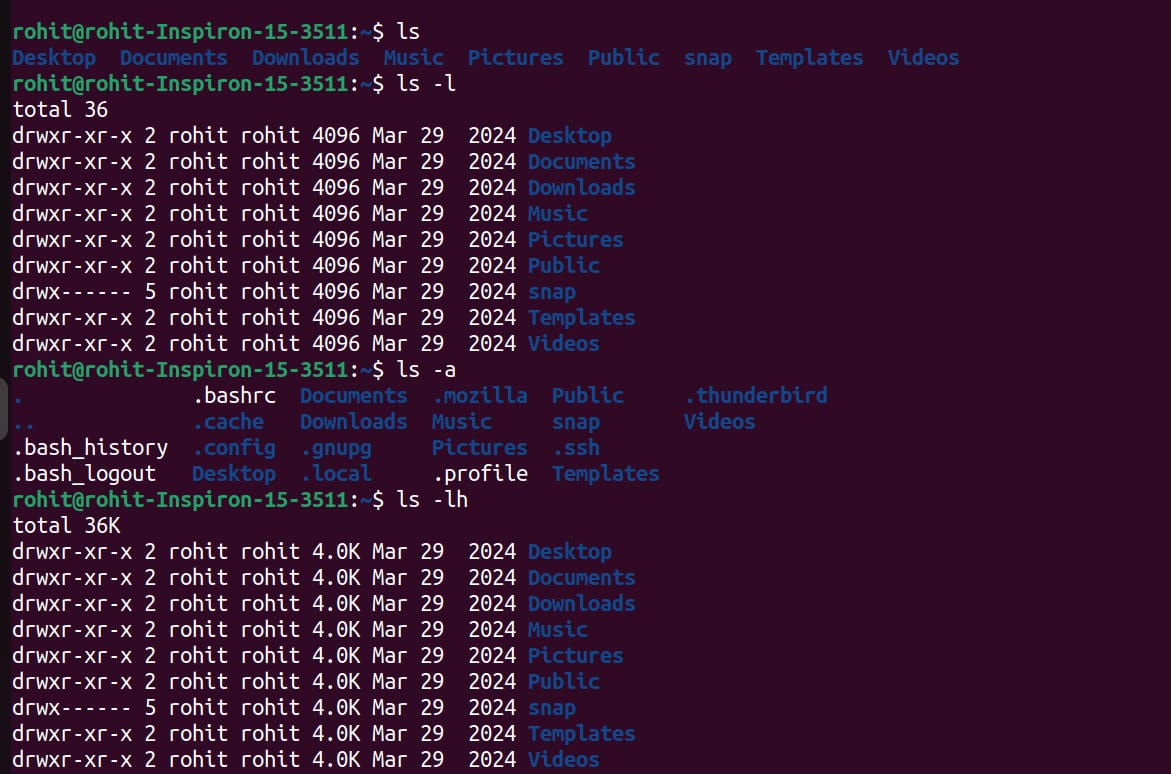 rohit@rohit-Inspiron-15-3511:~$ ls
Desktop  Documents  Downloads  Music  Pictures  Public  snap  Templates  Videos
rohit@rohit-Inspiron-15-3511:~$ ls -l
total 36
drwxr-xr-x 2 rohit rohit 4096 Mar 29  2024 Desktop
drwxr-xr-x 2 rohit rohit 4096 Mar 29  2024 Documents
drwxr-xr-x 2 rohit rohit 4096 Mar 29  2024 Downloads
drwxr-xr-x 2 rohit rohit 4096 Mar 29  2024 Music
drwxr-xr-x 2 rohit rohit 4096 Mar 29  2024 Pictures
drwxr-xr-x 2 rohit rohit 4096 Mar 29  2024 Public
drwx------ 5 rohit rohit 4096 Mar 29  2024 snap
drwxr-xr-x 2 rohit rohit 4096 Mar 29  2024 Templates
drwxr-xr-x 2 rohit rohit 4096 Mar 29  2024 Videos
rohit@rohit-Inspiron-15-3511:~$ ls -a
.              .bashrc  Documents  .mozilla  Public     .thunderbird
..             .cache   Downloads  Music     snap       Videos
.bash_history  .config  .gnupg     Pictures  .ssh
.bash_logout   Desktop  .local     .profile  Templates
rohit@rohit-Inspiron-15-3511:~$ ls -lh
total 36K
drwxr-xr-x 2 rohit rohit 4.0K Mar 29  2024 Desktop
drwxr-xr-x 2 rohit rohit 4.0K Mar 29  2024 Documents
drwxr-xr-x 2 rohit rohit 4.0K Mar 29  2024 Downloads
drwxr-xr-x 2 rohit rohit 4.0K Mar 29  2024 Music
drwxr-xr-x 2 rohit rohit 4.0K Mar 29  2024 Pictures
drwxr-xr-x 2 rohit rohit 4.0K Mar 29  2024 Public
drwx------ 5 rohit rohit 4.0K Mar 29  2024 snap
drwxr-xr-x 2 rohit rohit 4.0K Mar 29  2024 Templates
drwxr-xr-x 2 rohit rohit 4.0K Mar 29  2024 Videos